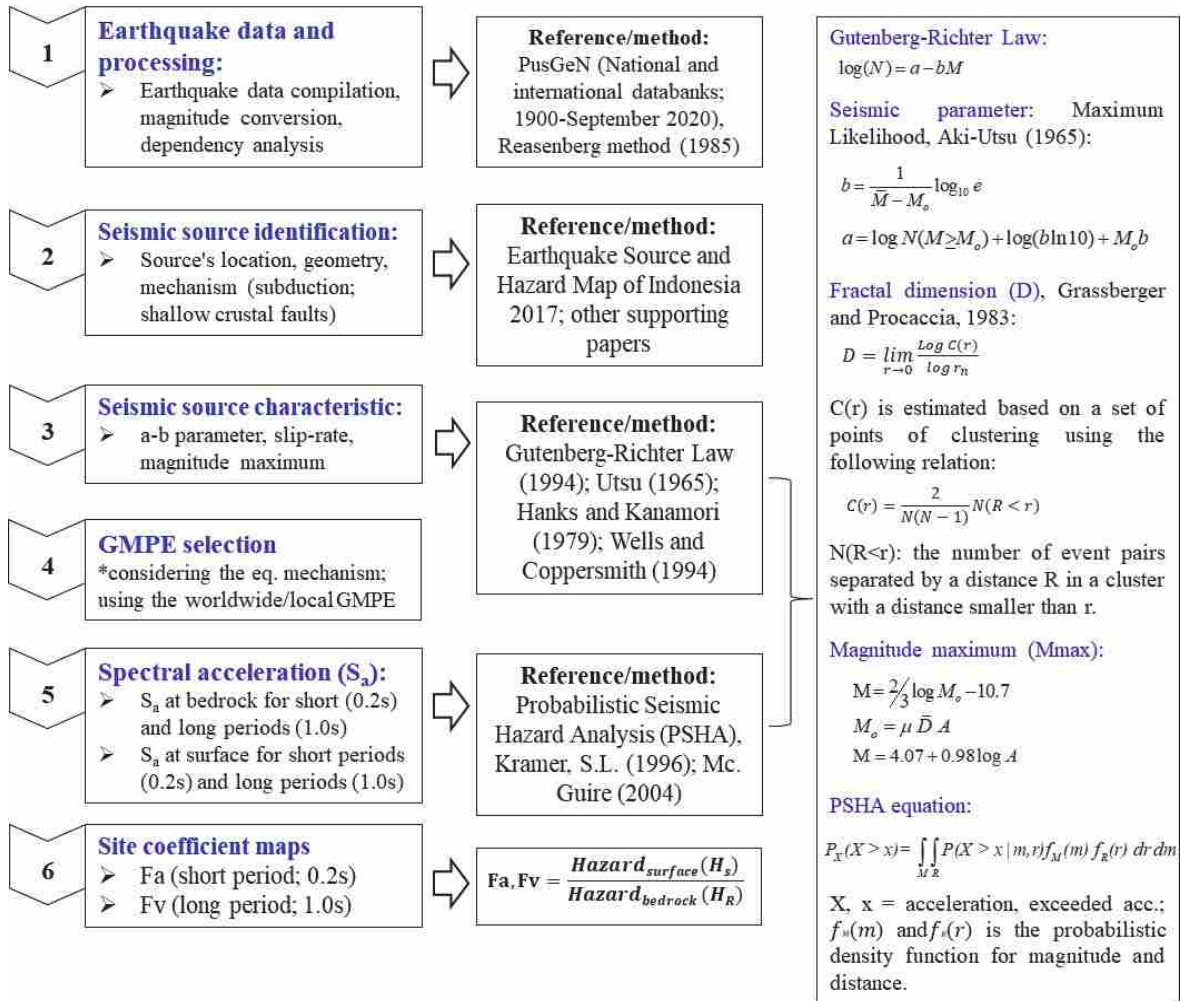 1
Earthquake data and
processing:
➢ Earthquake data compilation,
magnitude conversion,
dependency analysis
Reference/method:
PusGeN (National and
international databanks;
1900-September 2020),
Reasenberg method (1985)
2
Seismic source identification:
➢ Source's location, geometry,
mechanism (subduction;
shallow crustal faults)
Reference/method:
Earthquake Source and
Hazard Map of Indonesia
2017; other supporting
papers
3
Seismic source characteristic:
➢ a-b parameter, slip-rate,
magnitude maximum
Reference/method:
Gutenberg-Richter Law
(1994); Utsu (1965);
Hanks and Kanamori
(1979); Wells and
Coppersmith (1994)
4
GMPE selection
*considering the eq. mechanism;
using the worldwide/local GMPE
5
Spectral acceleration (Sₐ):
➢ Sₐ at bedrock for short (0.2s)
and long periods (1.0s)
➢ Sₐ at surface for short periods
(0.2s) and long periods (1.0s)
Reference/method:
Probabilistic Seismic
Hazard Analysis (PSHA),
Kramer, S.L. (1996); Mc.
Guire (2004)
6
Site coefficient maps
➢ Fa (short period; 0.2s)
➢ Fv (long period; 1.0s)
Fa, Fv = Hazard_surface(H_s) / Hazard_bedrock(H_R)
Gutenberg-Richter Law:
log(N) = a – bM
Seismic parameter: Maximum
Likelihood, Aki-Utsu (1965):
b = 1 / (M̄ – M_o) log₁₀ e
a = log N(M≥M_o) + log(b ln 10) + M_o b
Fractal dimension (D), Grassberger
and Procaccia, 1983:
D = lim r→0 Log C(r) / log r_n
C(r) is estimated based on a set of
points of clustering using the
following relation:
C(r) = 2 / N(N – 1) N(R < r)
N(R<r): the number of event pairs
separated by a distance R in a cluster
with a distance smaller than r.
Magnitude maximum (Mmax):
M = 2/3 log M_o – 10.7
M_o = μ D̄ A
M = 4.07 + 0.98 log A
PSHA equation:
P_X(X > x) = ∫_M ∫_R P(X > x | m,r) f_M(m) f_R(r) dr dm
X, x = acceleration, exceeded acc.;
f_M(m) and f_R(r) is the probabilistic
density function for magnitude and
distance.